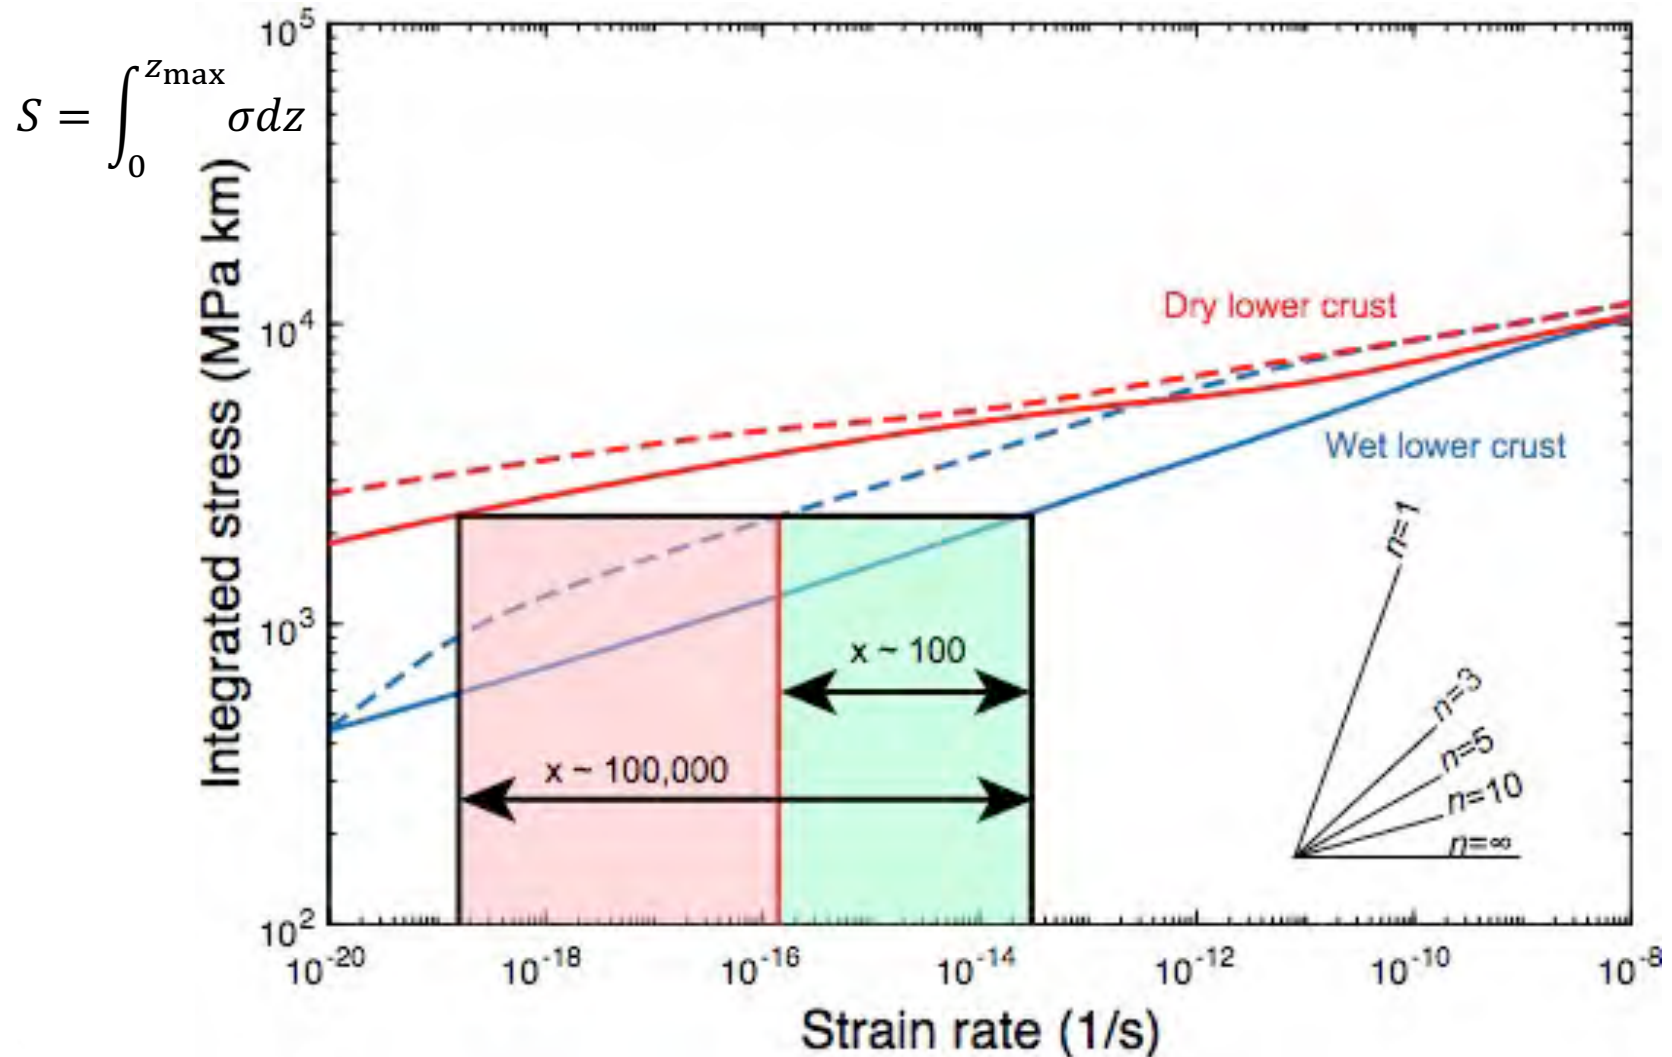 S = ∫₀^{z_max} σdz
Integrated stress (MPa km)
10⁵
10⁴
10³
10²
Dry lower crust
Wet lower crust
x ~ 100
x ~ 100,000
n=1
n=3
n=5
n=10
n=∞
10⁻²⁰ 10⁻¹⁸ 10⁻¹⁶ 10⁻¹⁴ 10⁻¹² 10⁻¹⁰ 10⁻⁸
Strain rate (1/s)